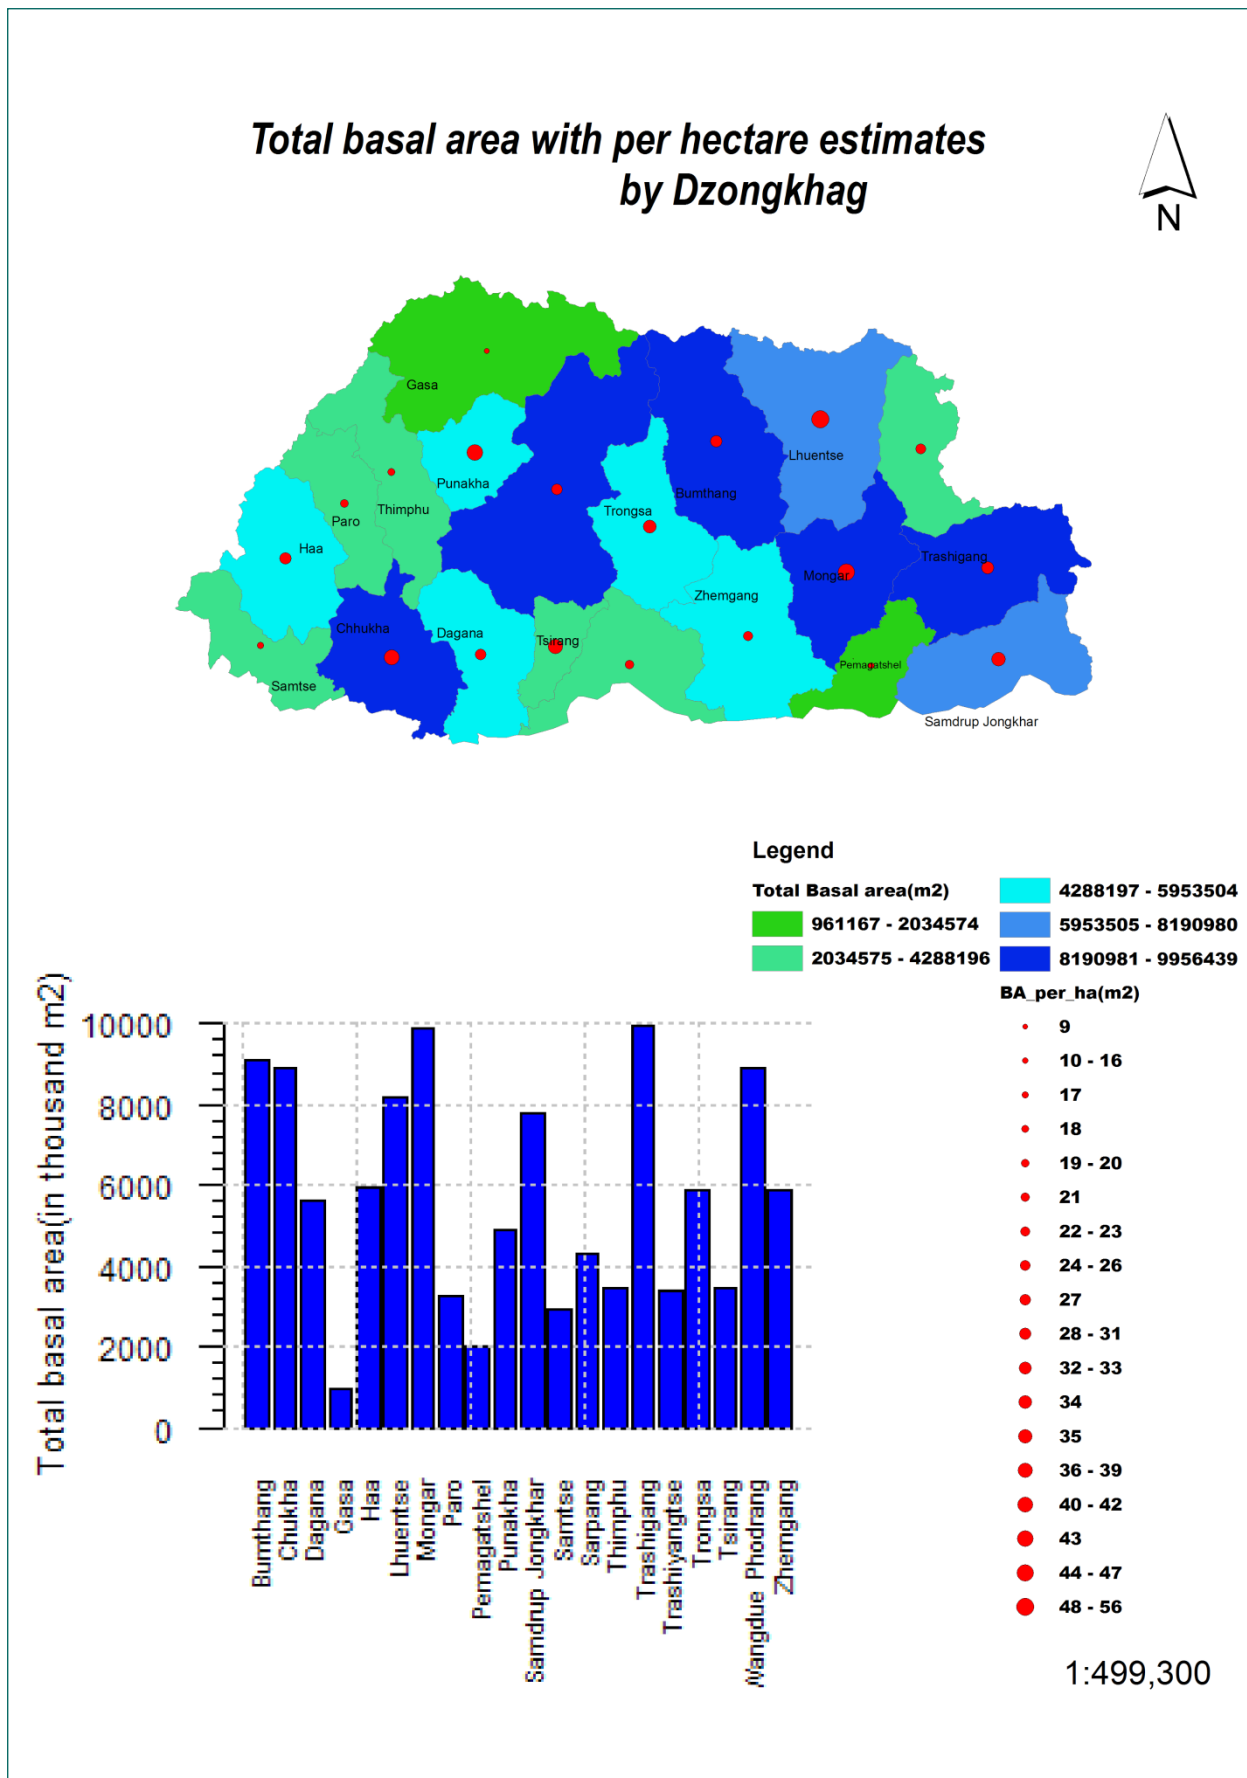 Total basal area with per hectare estimates
by Dzongkhag
N
Gasa
Punakha
Lhuentse
Bumthang
Trongsa
Thimphu
Paro
Haa
Trashigang
Mongar
Zhemgang
Chhukha
Dagana
Tsirang
Pemagatshel
Samtse
Samdrup Jongkhar
Legend
Total Basal area(m2)
961167 - 2034574
2034575 - 4288196
4288197 - 5953504
5953505 - 8190980
8190981 - 9956439
BA_per_ha(m2)
9
10 - 16
17
18
19 - 20
21
22 - 23
24 - 26
27
28 - 31
32 - 33
34
35
36 - 39
40 - 42
43
44 - 47
48 - 56
Total basal area(in thousand m2)
10000
8000
6000
4000
2000
0
Bumthang
Chukha
Dagana
Gasa
Haa
Lhuentse
Mongar
Paro
Pemagatshel
Punakha
Samdrup Jongkhar
Samtse
Sarpang
Thimphu
Trashigang
Trashiyangtse
Trongsa
Tsirang
Wangdue Phodrang
Zhemgang
1:499,300